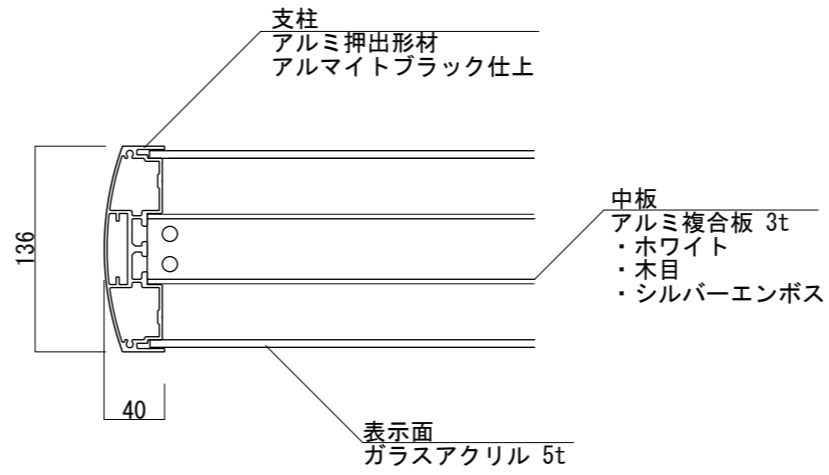 支柱
アルミ押出形材
アルマイトブラック仕上
中板
アルミ複合板 3t
・ホワイト
・木目
・シルバーエンボス
136
40
表示面
ガラスアクリル 5t